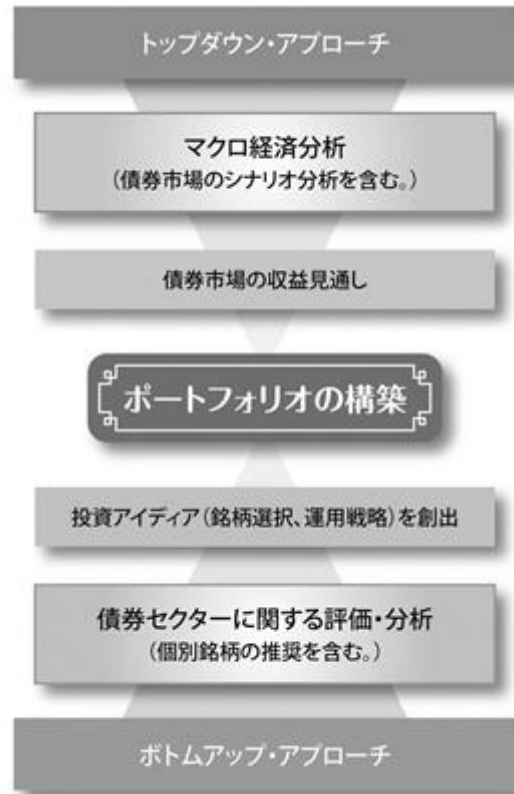 トップダウン・アプローチ
マクロ経済分析
(債券市場のシナリオ分析を含む。)
債券市場の収益見通し
ポートフォリオの構築
投資アイディア(銘柄選択、運用戦略)を創出
債券セクターに関する評価・分析
(個別銘柄の推奨を含む。)
ボトムアップ・アプローチ